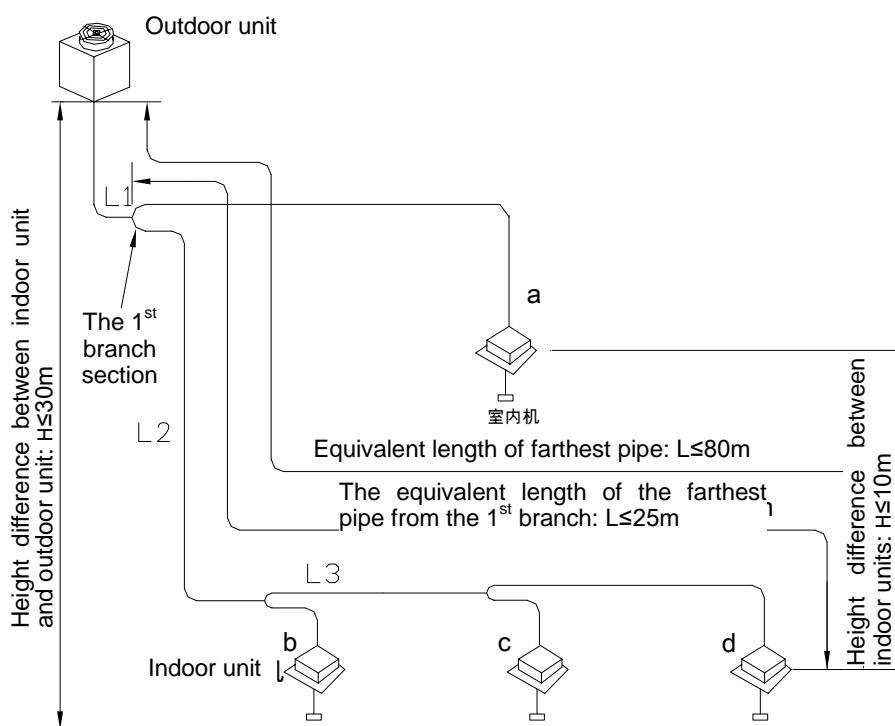 Outdoor unit
L1
Height difference between indoor unit
and outdoor unit: H≤30m
The 1st
branch
section
a
室内机
L2
Equivalent length of farthest pipe: L≤80m
The equivalent length of the farthest
pipe from the 1st branch: L≤25m
Height difference between
indoor units: H≤10m
L3
b
c
d
Indoor unit